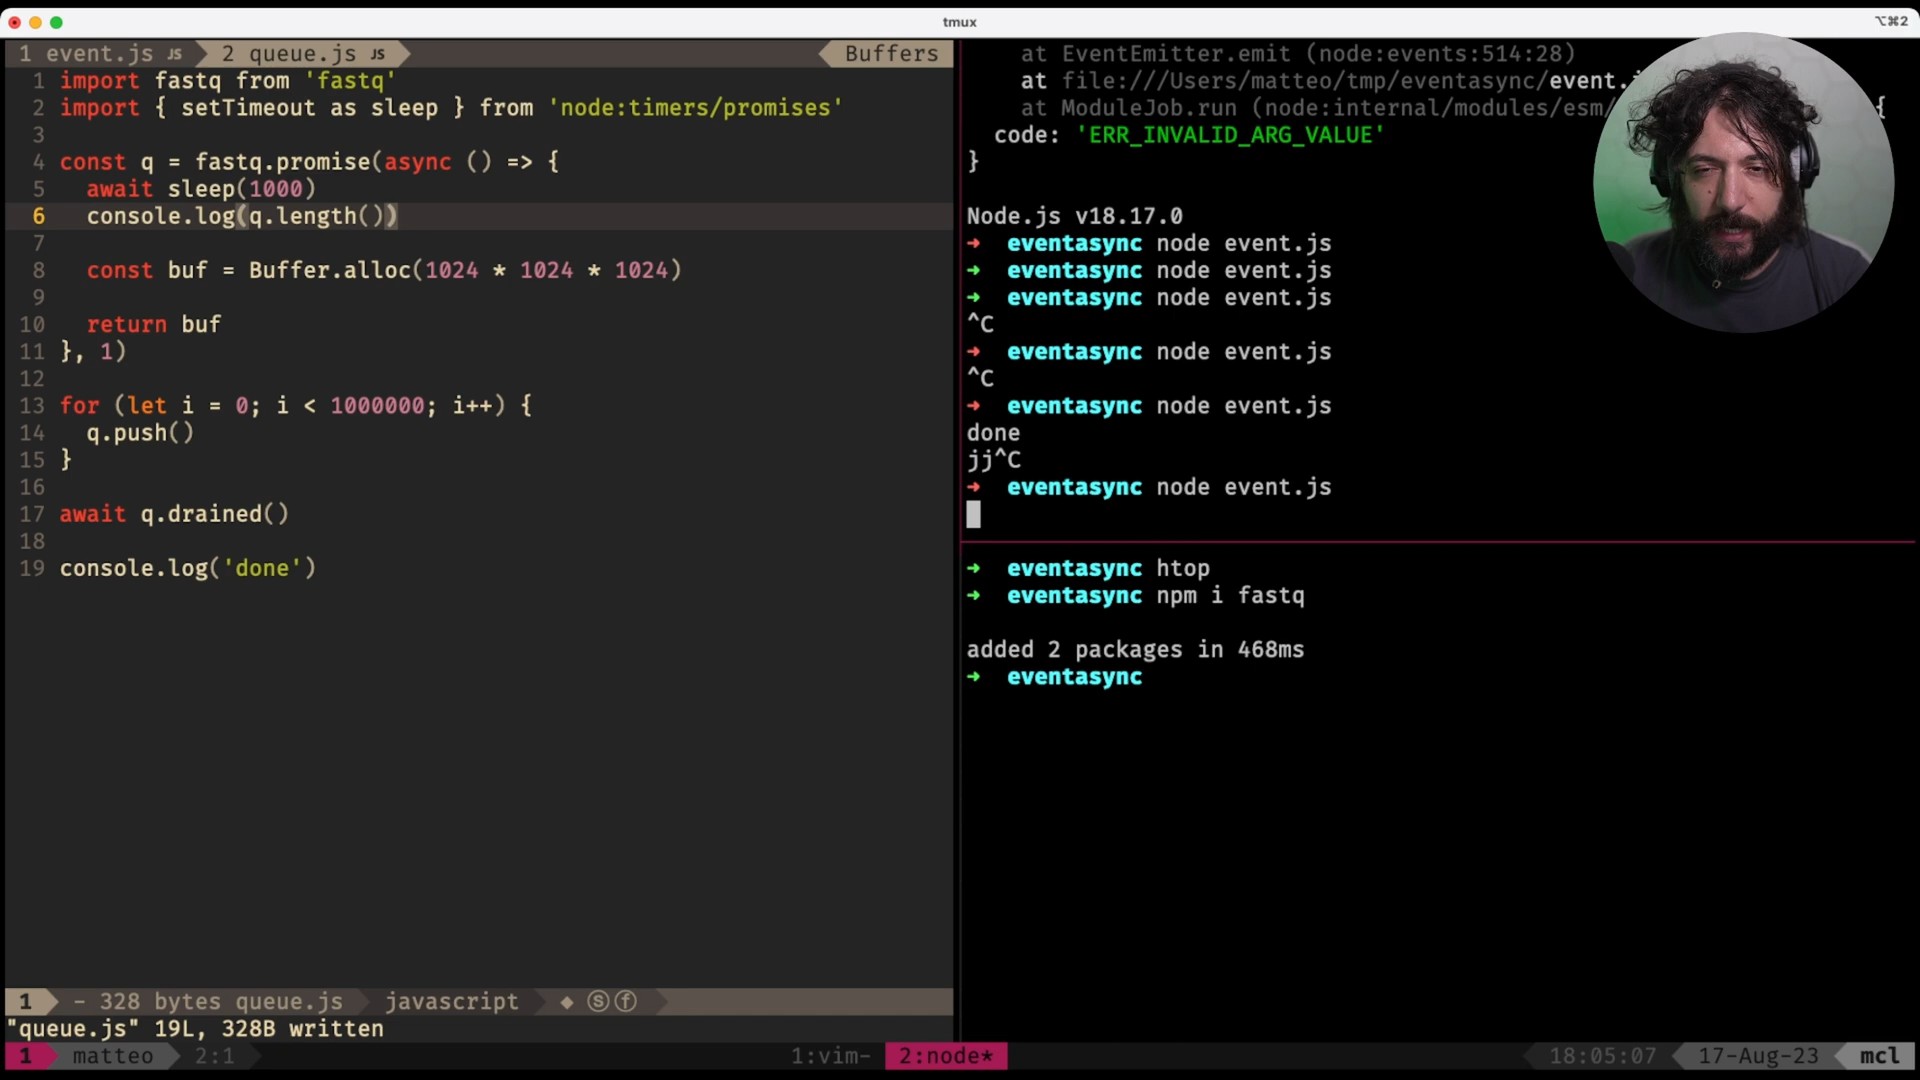 tmux
⌥⌘2
1 event.js JS 2 queue.js JS Buffers
1 import fastq from 'fastq'
2 import { setTimeout as sleep } from 'node:timers/promises'
3
4 const q = fastq.promise(async () => {
5   await sleep(1000)
6   console.log(q.length())
7
8   const buf = Buffer.alloc(1024 * 1024 * 1024)
9
10   return buf
11 }, 1)
12
13 for (let i = 0; i < 1000000; i++) {
14   q.push()
15 }
16
17 await q.drained()
18
19 console.log('done')
1 - 328 bytes queue.js javascript ◆ ⓢⓕ
"queue.js" 19L, 328B written
at EventEmitter.emit (node:events:514:28)
at file:///Users/matteo/tmp/eventasync/event.
at ModuleJob.run (node:internal/modules/esm/ {
code: 'ERR_INVALID_ARG_VALUE'
}
Node.js v18.17.0
➜ eventasync node event.js
➜ eventasync node event.js
➜ eventasync node event.js
^C
➜ eventasync node event.js
^C
➜ eventasync node event.js
done
jj^C
➜ eventasync node event.js
➜ eventasync htop
➜ eventasync npm i fastq
added 2 packages in 468ms
➜ eventasync
1 matteo 2:1 1:vim- 2:node* 18:05:07 17-Aug-23 mcl